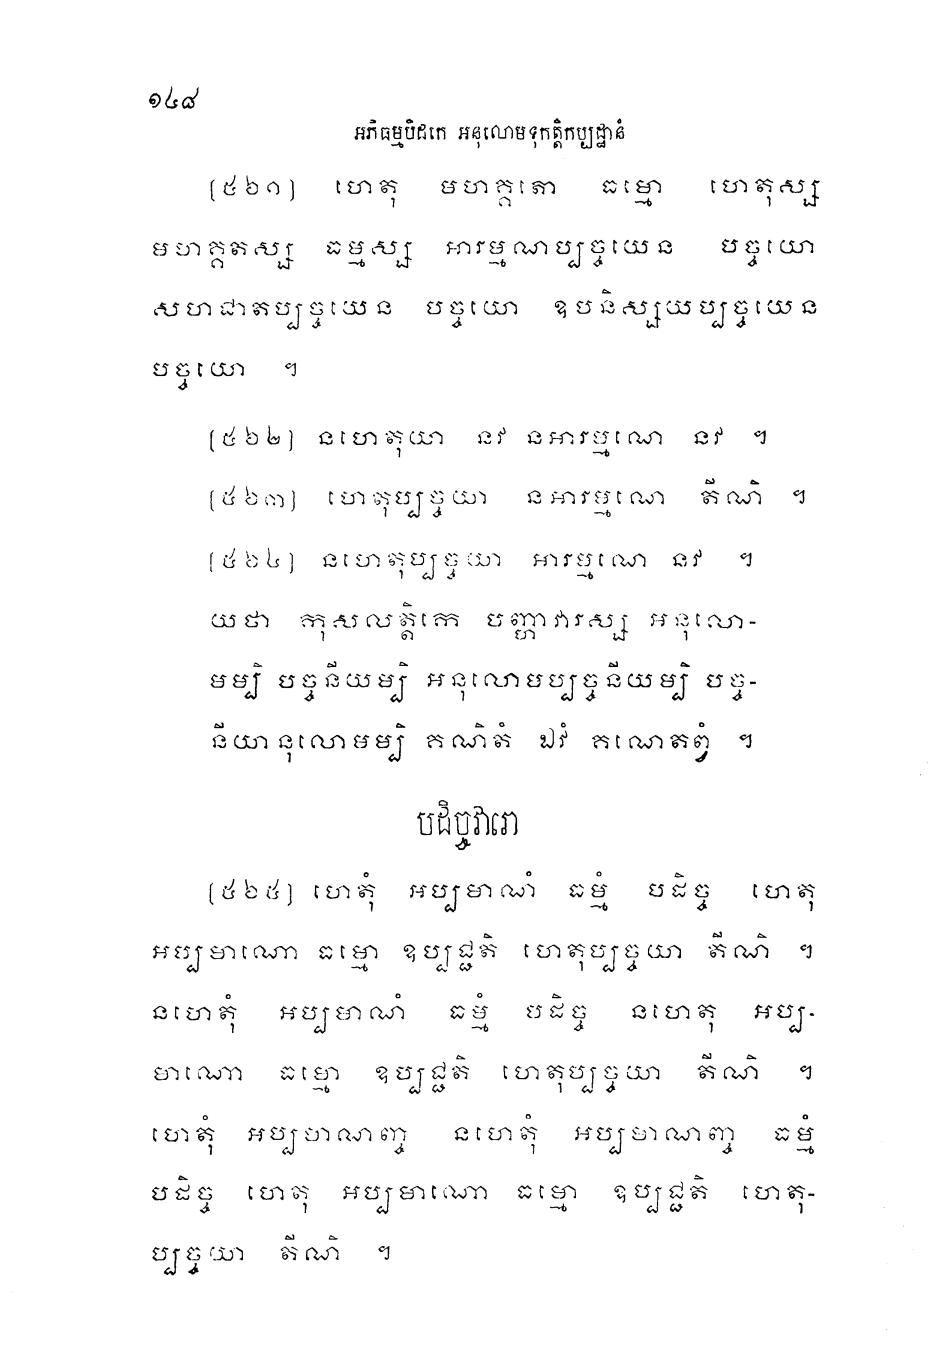 ១៤៨
អភិធម្មបិដកេ អនុលោមទុកត្តិកប្បដ្ឋានំ
[៥៦១] ហេតុ មហគ្គតោ ធម្មោ ហេតុស្ស
មហគ្គតស្ស ធម្មស្ស អារម្មណប្បច្ចយេន បច្ចយោ
សហជាតប្បច្ចយេន បច្ចយោ ឧបនិស្សយប្បច្ចយេន
បច្ចយោ ។
[៥៦២] នហេតុយា នវ នអារម្មណេ នវ ។
[៥៦៣] ហេតុប្បច្ចយា នអារម្មណេ តីណិ ។
[៥៦៤] នហេតុប្បច្ចយា អារម្មណេ នវ ។
យថា កុសលត្តិកេ បញ្ហាវារស្ស អនុលោ-
មម្បិ បច្ចនីយម្បិ អនុលោមប្បច្ចនីយម្បិ បច្ច-
នីយានុលោមម្បិ គណិតំ ឯវំ គណេតព្វំ ។
បដិច្ចវារោ
[៥៦៥] ហេតុំ អប្បមាណំ ធម្មំ បដិច្ច ហេតុ
អប្បមាណោ ធម្មោ ឧប្បជ្ជតិ ហេតុប្បច្ចយា តីណិ ។
នហេតុំ អប្បមាណំ ធម្មំ បដិច្ច នហេតុ អប្ប-
មាណោ ធម្មោ ឧប្បជ្ជតិ ហេតុប្បច្ចយា តីណិ ។
ហេតុំ អប្បមាណញ្ច នហេតុំ អប្បមាណញ្ច ធម្មំ
បដិច្ច ហេតុ អប្បមាណោ ធម្មោ ឧប្បជ្ជតិ ហេតុ-
ប្បច្ចយា តីណិ ។